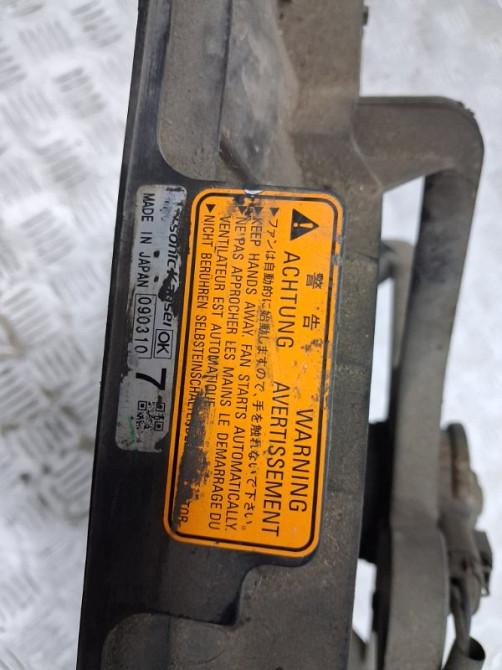 警告 WARNING
ACHTUNG AVERTISSEMENT
▶ファンは自動的に始動しますので、手を触れないで下さい。
KEEP HANDS AWAY. FAN STARTS AUTOMATICALLY.
NE PAS APPROCHER LES MAINS LE DEMARRAGE DU
VENTILATEUR EST AUTOMATIQUE
▶NICHT BERÜHREN SELBSTEINSCHALTE
OK
MADE IN JAPAN 090310
7